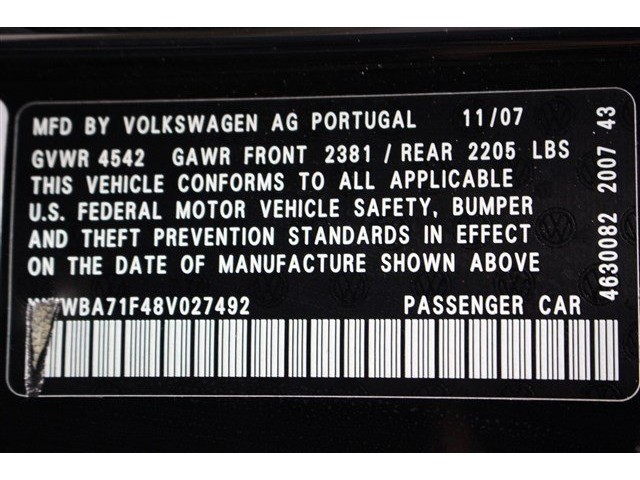 MFD BY VOLKSWAGEN AG PORTUGAL 11/07
GVWR 4542 GAWR FRONT 2381 / REAR 2205 LBS
THIS VEHICLE CONFORMS TO ALL APPLICABLE
U.S. FEDERAL MOTOR VEHICLE SAFETY, BUMPER
AND THEFT PREVENTION STANDARDS IN EFFECT
ON THE DATE OF MANUFACTURE SHOWN ABOVE
PASSENGER CAR
4630082 2007 43